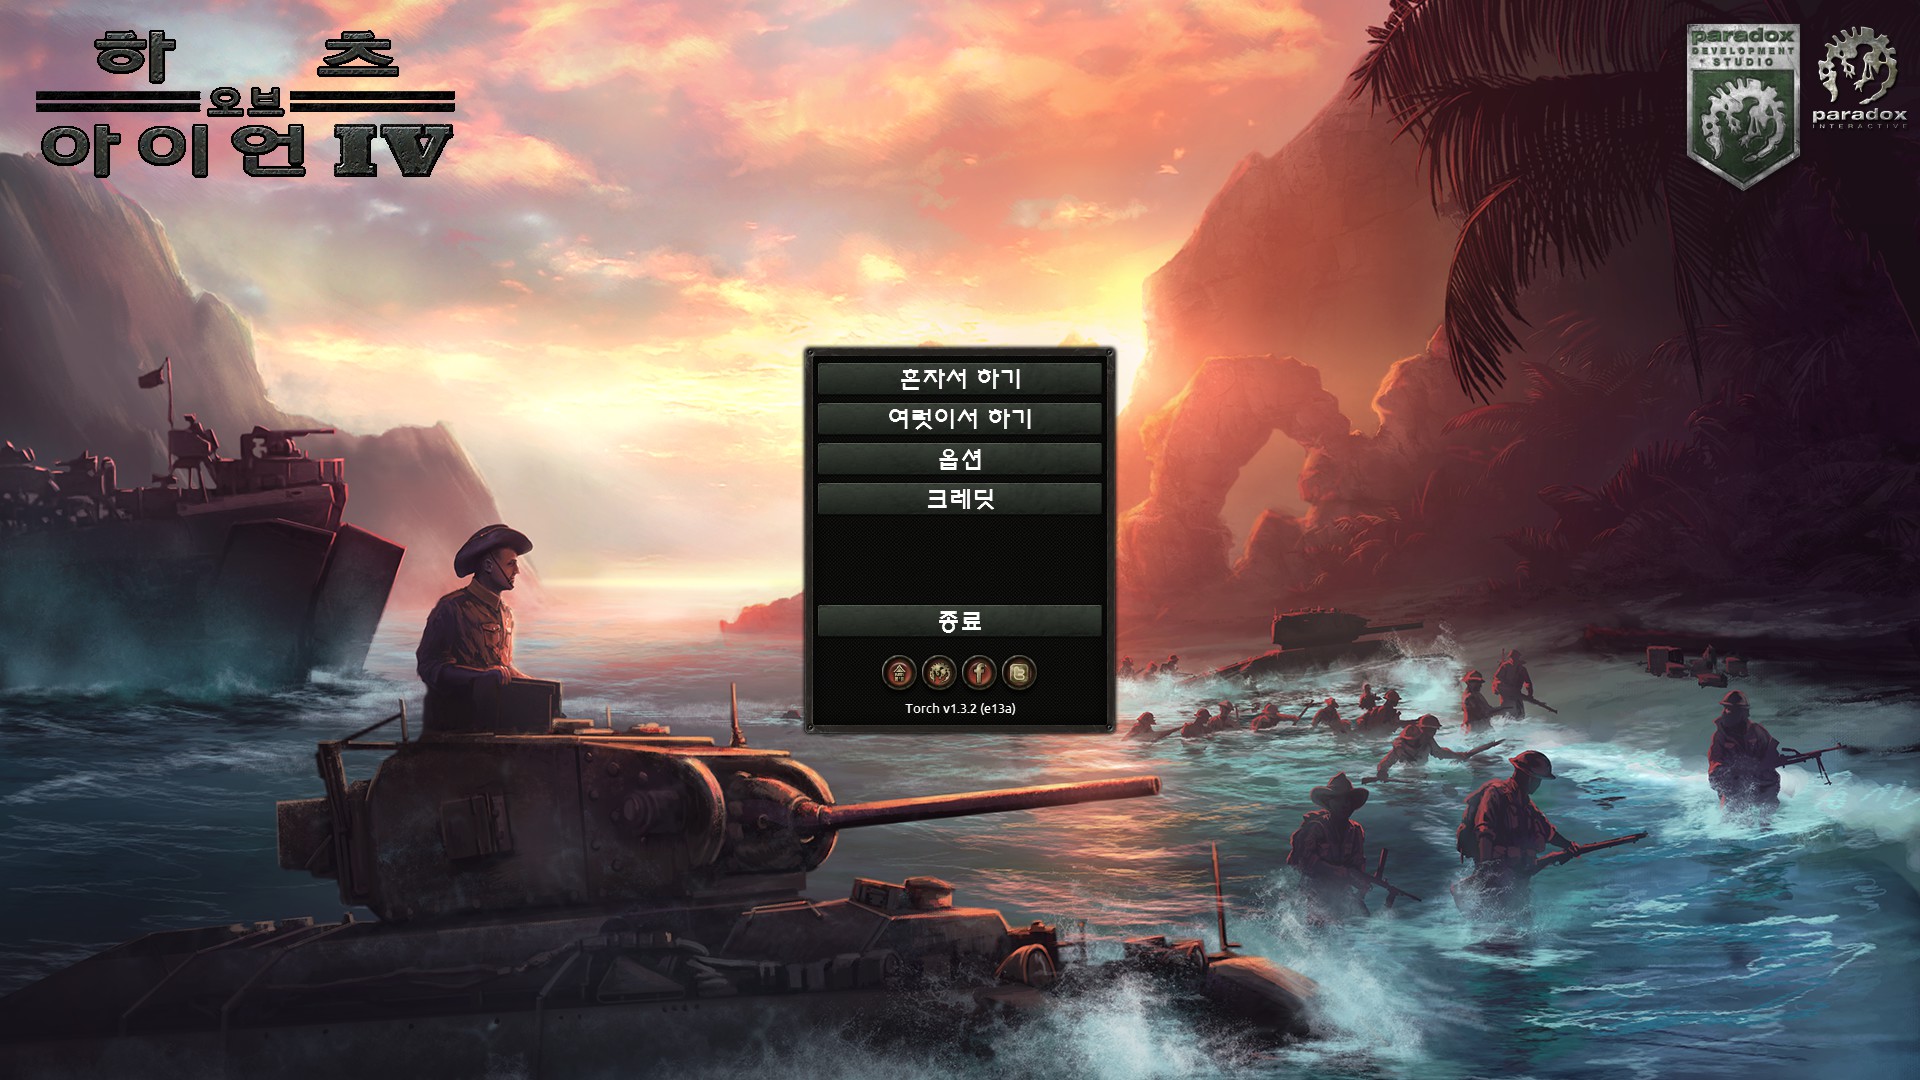 하츠
오브
아이언 IV
paradox
DEVELOPMENT
STUDIO
paradox
INTERACTIVE
혼자서 하기
여럿이서 하기
옵션
크레딧
종료
Torch v1.3.2 (e13a)